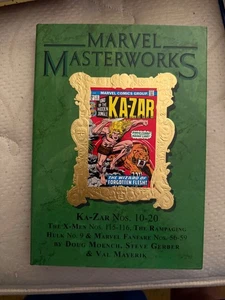 MARVEL
MASTERWORKS
MARVEL COMICS GROUP
KA-ZAR
THE WIZARD OF
FORGOTTEN FLESH!
KA-ZAR NOS. 10-20
THE X-MEN NOS. 115-116, THE RAMPAGING
HULK NO. 9 & MARVEL FANFARE NOS. 56-59
BY DOUG MOENCH, STEVE GERBER
& VAL MAYERIK